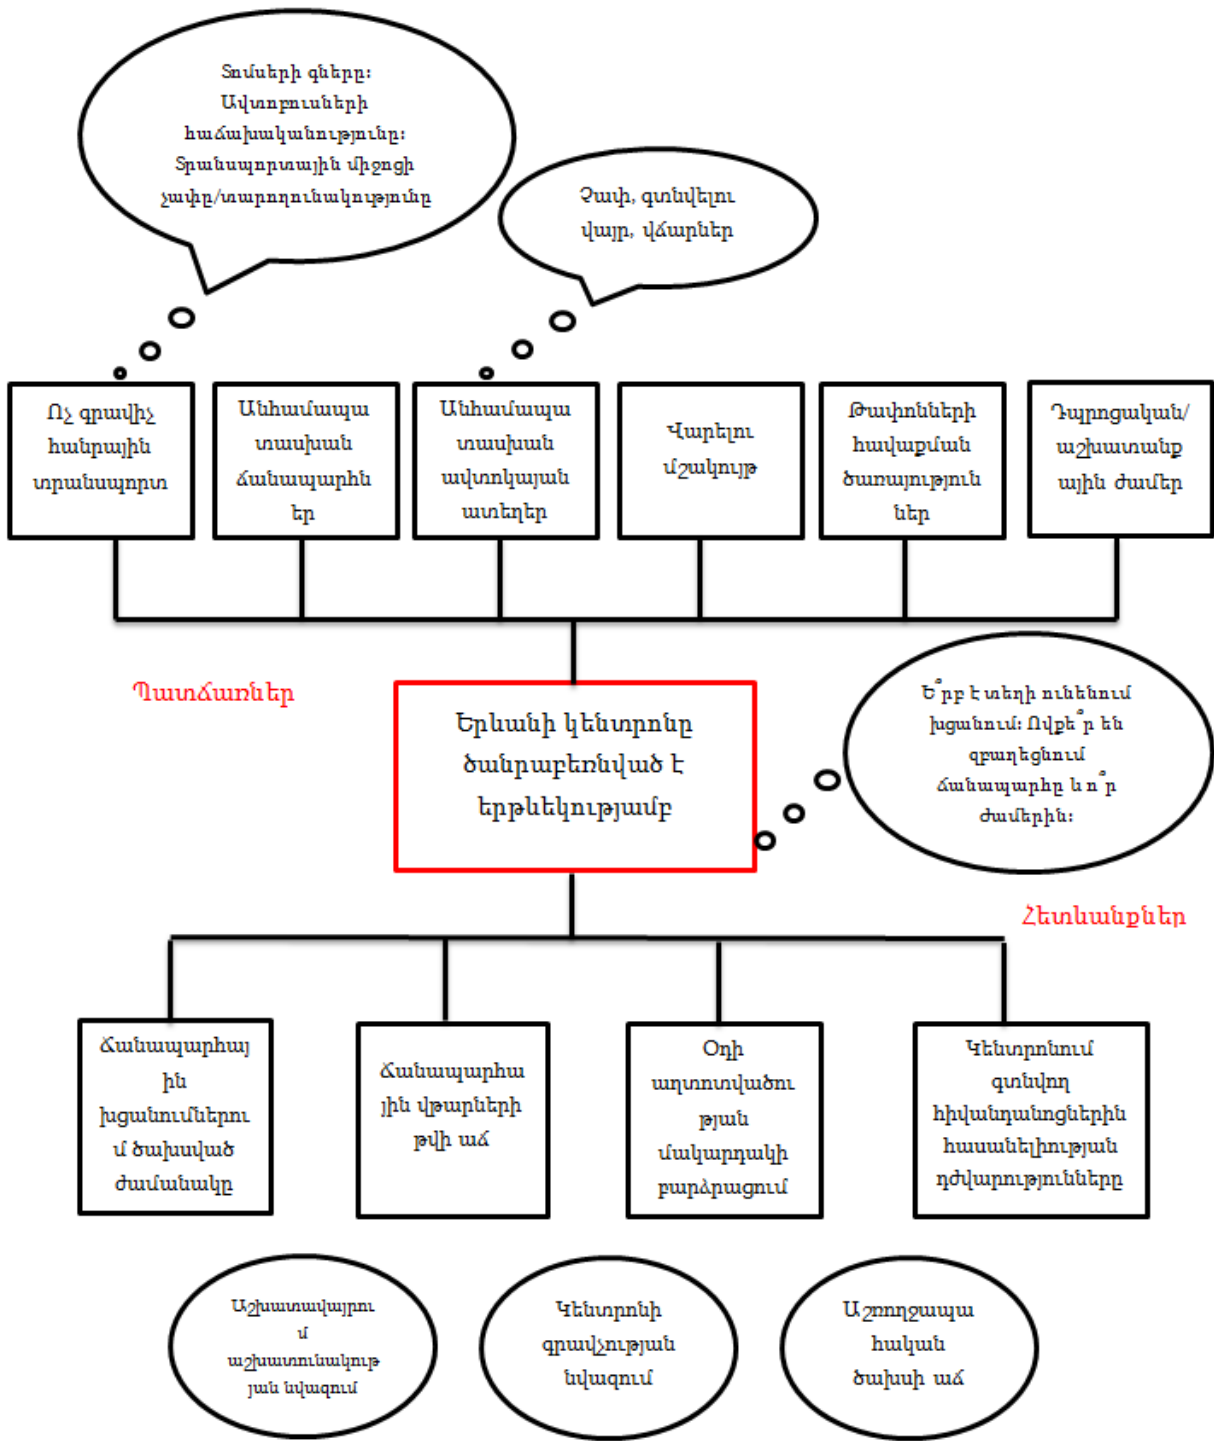 Տոմսերի գները:
Ավտոբուսների
հաճախականությունը:
Տրանսպորտային միջոցի
չափը/տարողունակությունը
Չափ, գտնվելու
վայր, վճարներ
Ոչ գրավիչ
հանրային
տրանսպորտ
Անհամապա
տասխան
ճանապարհն
եր
Անհամապա
տասխան
ավտոկայան
ատեղեր
Վարելու
մշակույթ
Թափոնների
հավաքման
ծառայություն
ներ
Դպրոցական/
աշխատանք
ային ժամեր
Պատճառներ
Երևանի կենտրոնը
ծանրաբեռնված է
երթևեկությամբ
Ե՞րբ է տեղի ունենում
խցանում: Ովքե՞ր են
զբաղեցնում
ճանապարհը և ո՞ր
ժամերին:
Հետևանքներ
Ճանապարհայ
ին
խցանումներու
մ ծախսված
ժամանակը
Ճանապարհա
յին վթարների
թվի աճ
Օդի
աղտոտվածու
թյան
մակարդակի
բարձրացում
Կենտրոնում
գտնվող
հիվանդանոցներին
հասանելիության
դժվարությունները
Աշխատավայրու
մ
աշխատունակութ
յան նվազում
Կենտրոնի
գրավչության
նվազում
Աշռողջապա
հական
ծախսի աճ